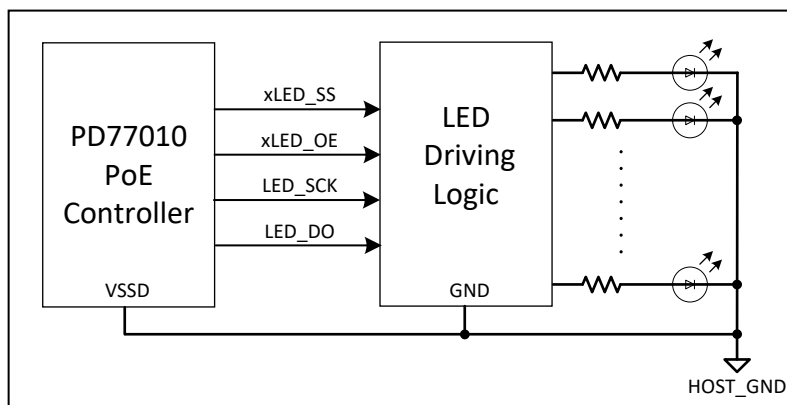 PD77010
PoE
Controller
VSSD
xLED_SS
xLED_OE
LED_SCK
LED_DO
LED
Driving
Logic
GND
HOST_GND